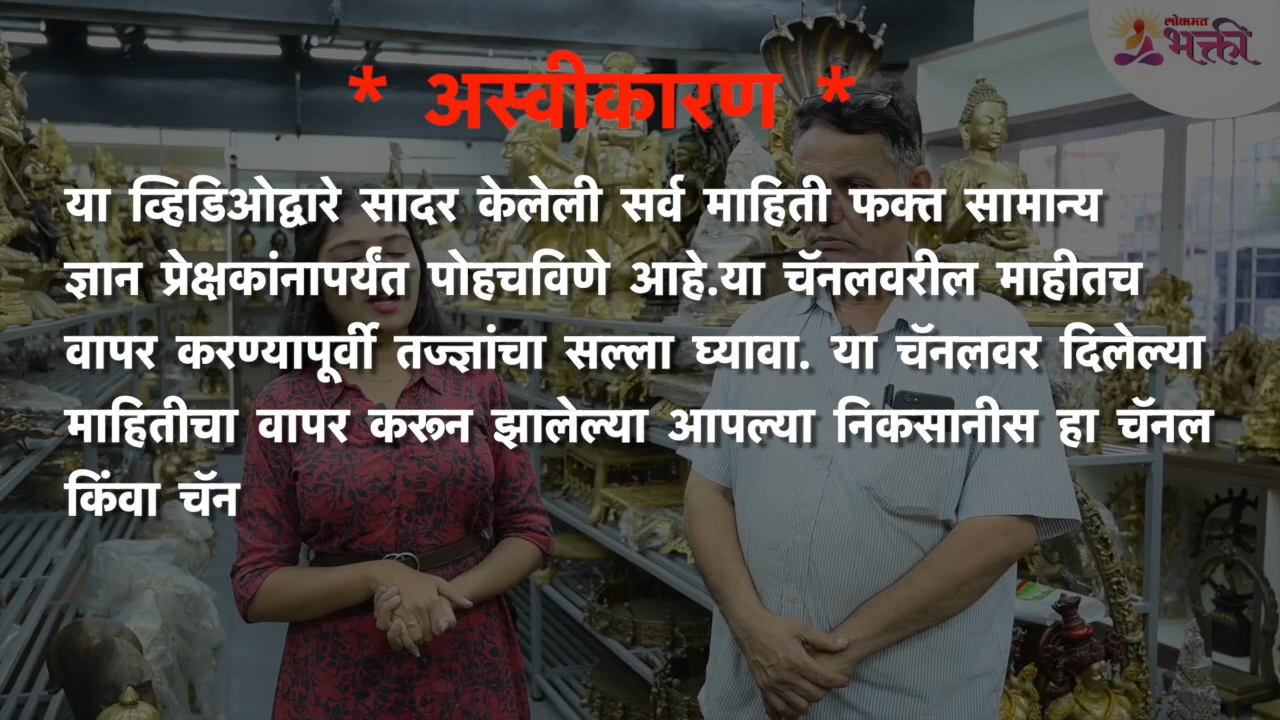 लोकमत
भक्ती
* अस्वीकारण *
या व्हिडिओद्वारे सादर केलेली सर्व माहिती फक्त सामान्य
ज्ञान प्रेक्षकांनापर्यंत पोहचविणे आहे.या चॅनलवरील माहीतच
वापर करण्यापूर्वी तज्ज्ञांचा सल्ला घ्यावा. या चॅनलवर दिलेल्या
माहितीचा वापर करून झालेल्या आपल्या निकसानीस हा चॅनल
किंवा चॅन